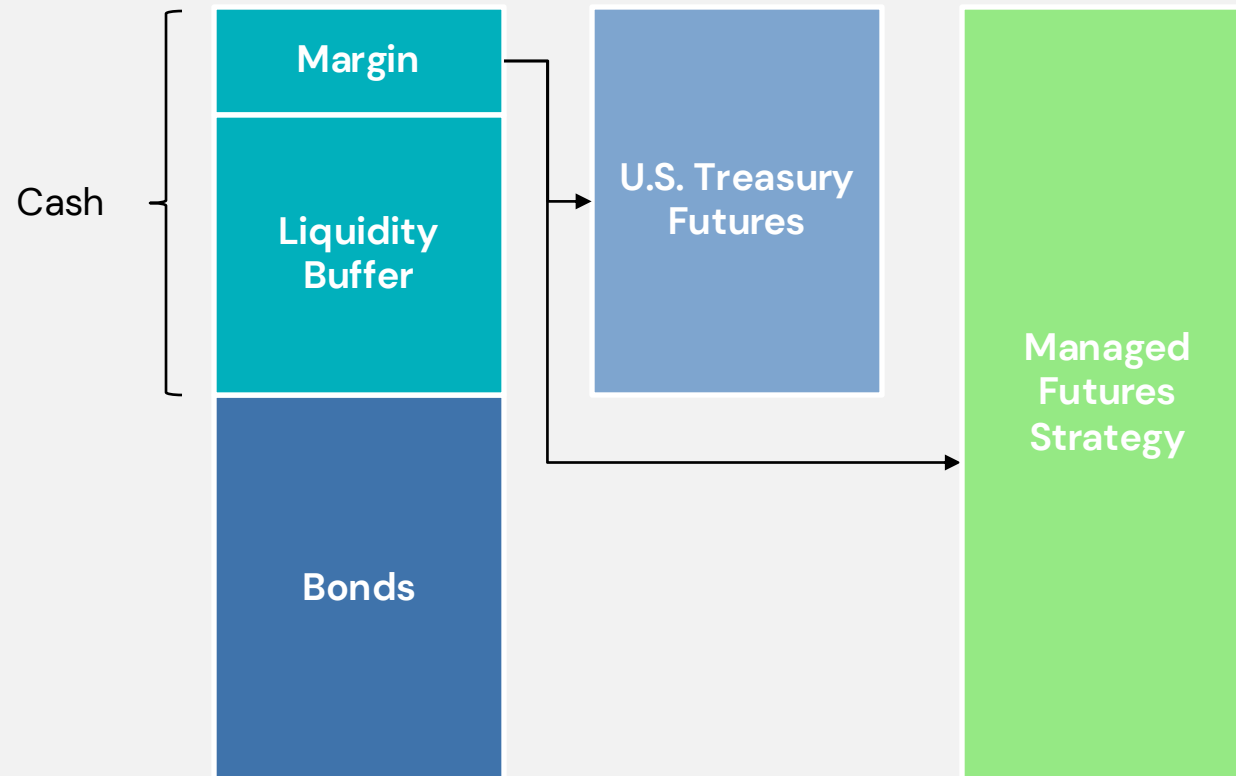 Cash
Margin
Liquidity
Buffer
Bonds
U.S. Treasury
Futures
Managed
Futures
Strategy